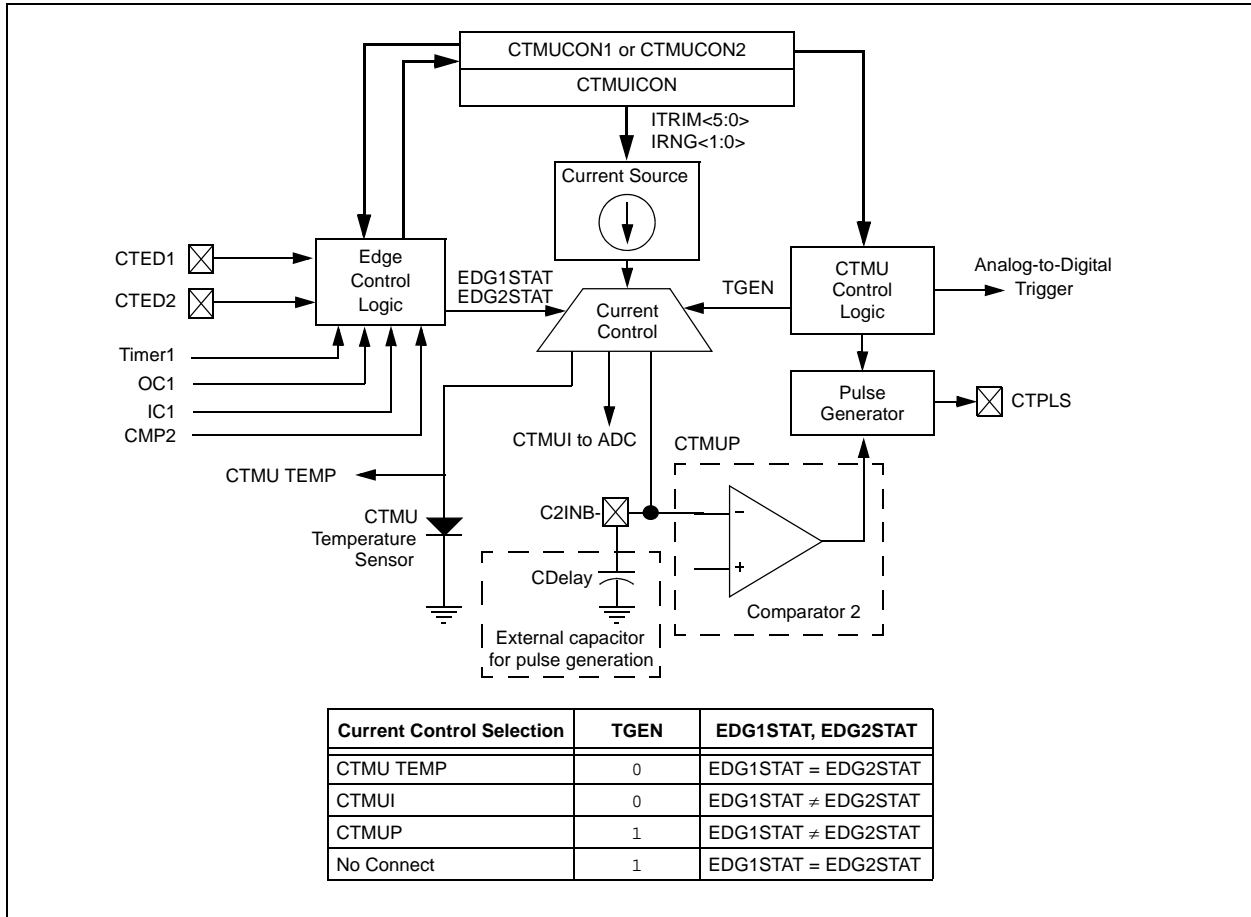 CTMUCON1 or CTMUCON2
CTMUICON
ITRIM<5:0>
IRNG<1:0>
Current Source
CTED1
CTED2
Edge
Control
Logic
EDG1STAT
EDG2STAT
Current
Control
TGEN
CTMU
Control
Logic
Analog-to-Digital
Trigger
Timer1
OC1
IC1
CMP2
Pulse
Generator
CTPLS
CTMUI to ADC
CTMUP
CTMU TEMP
C2INB-
CTMU
Temperature
Sensor
CDelay
−
+
Comparator 2
External capacitor
for pulse generation
Current Control Selection TGEN EDG1STAT, EDG2STAT
CTMU TEMP 0 EDG1STAT = EDG2STAT
CTMUI 0 EDG1STAT ≠ EDG2STAT
CTMUP 1 EDG1STAT ≠ EDG2STAT
No Connect 1 EDG1STAT = EDG2STAT